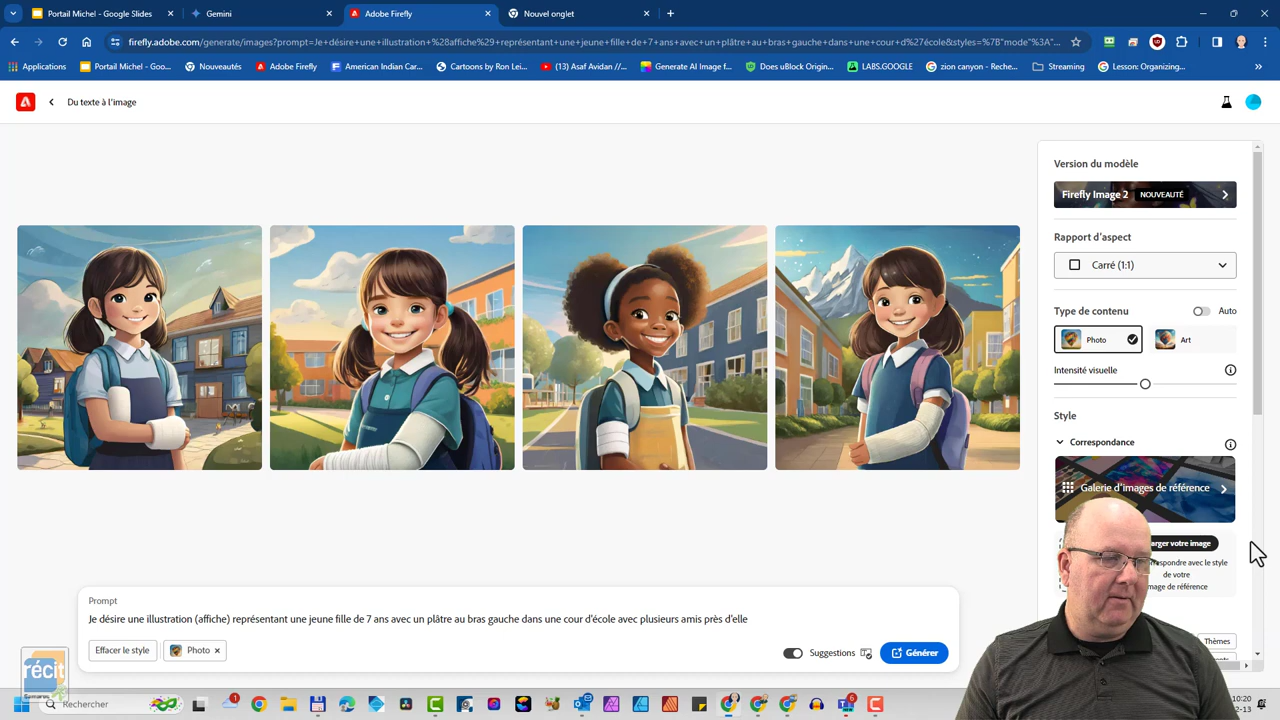 Portail Michel - Google Slides
Gemini
Adobe Firefly
Nouvel onglet
firefly.adobe.com/generate/images?prompt=Je+désire+une+illustration+%28affiche%29+représentant+une+jeune+fille+de+7+ans+avec+un+plâtre+au+bras+gauche+dans+une+cour+d%27école&styles=%7B"mode"%3A"...
Applications
Portail Michel - Goo...
Nouveautés
Adobe Firefly
American Indian Car...
Cartoons by Ron Lei...
(13) Asaf Avidan //...
Generate AI Image f...
Does uBlock Origin...
LABS.GOOGLE
zion canyon - Reche...
Streaming
Lesson: Organizing...
Du texte à l'image
Version du modèle
Firefly Image 2 NOUVEAUTÉ
Rapport d'aspect
Carré (1:1)
Type de contenu
Auto
Photo
Art
Intensité visuelle
Style
Correspondance
Galerie d'images de référence
arger votre image
respondre avec le style
de votre
image de référence
Thèmes
Prompt
Je désire une illustration (affiche) représentant une jeune fille de 7 ans avec un plâtre au bras gauche dans une cour d'école avec plusieurs amis près d'elle
Effacer le style
Photo
Suggestions
Générer
récit
Rechercher
1
6
10:20
2-13